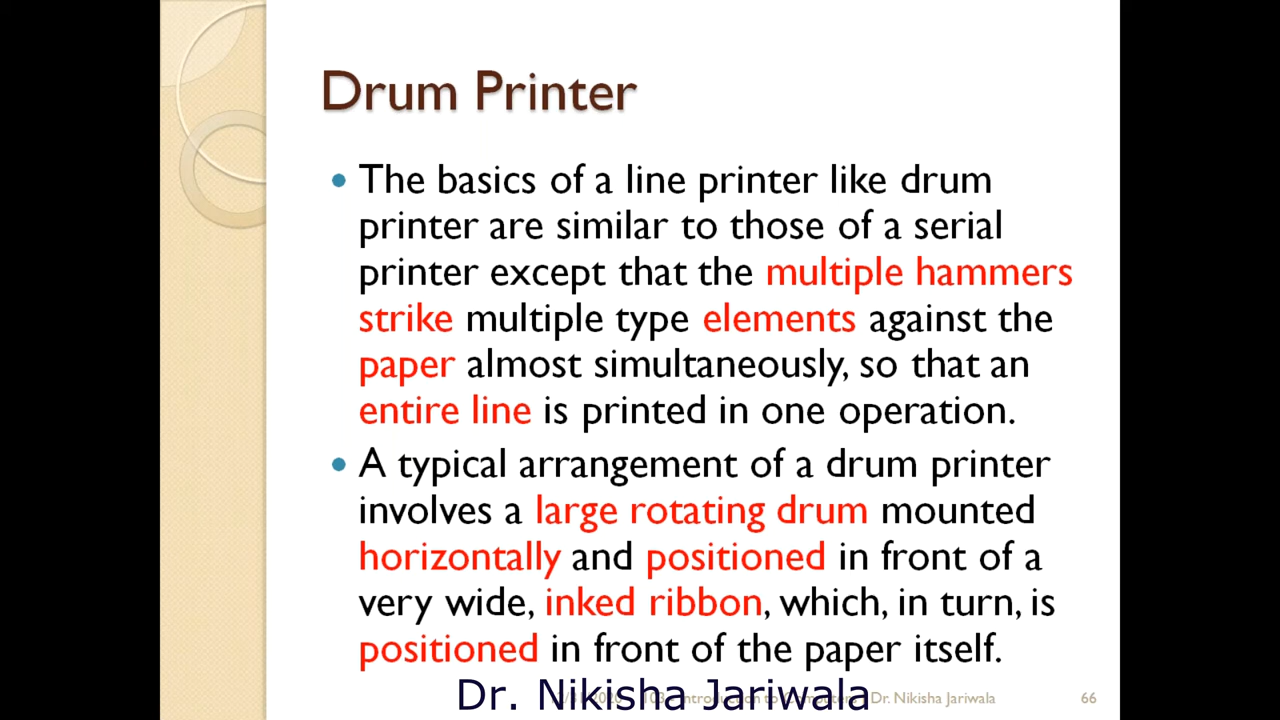 Drum Printer
• The basics of a line printer like drum
printer are similar to those of a serial
printer except that the multiple hammers
strike multiple type elements against the
paper almost simultaneously, so that an
entire line is printed in one operation.
• A typical arrangement of a drum printer
involves a large rotating drum mounted
horizontally and positioned in front of a
very wide, inked ribbon, which, in turn, is
positioned in front of the paper itself.
Dr. Nikisha Jariwala
Introduction to Dr. Nikisha Jariwala
66